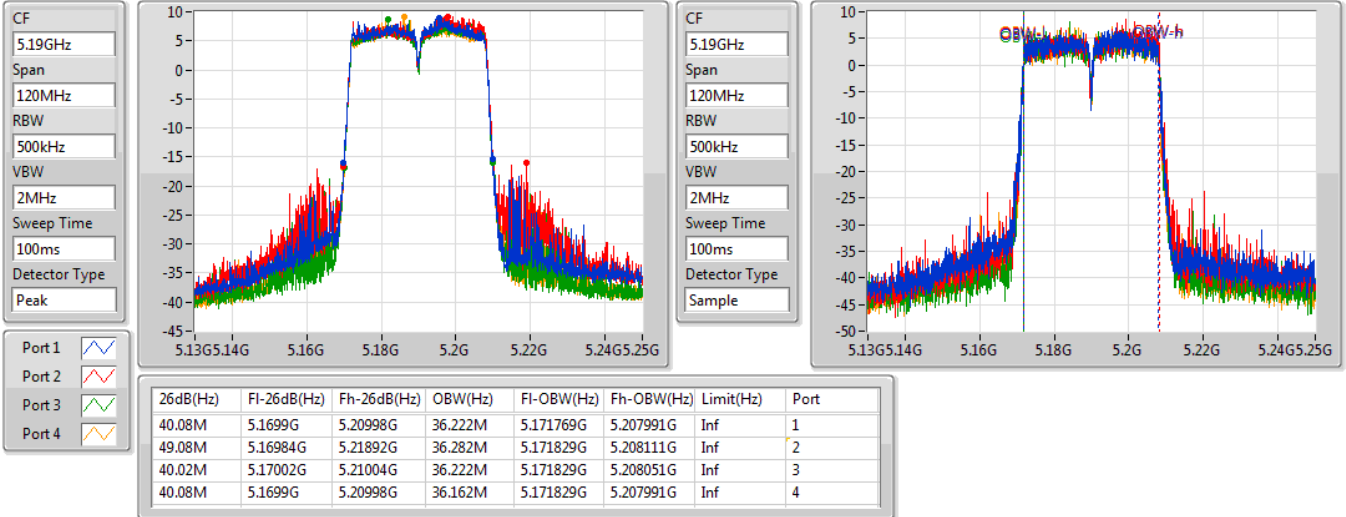 CF
5.19GHz
Span
120MHz
RBW
500kHz
VBW
2MHz
Sweep Time
100ms
Detector Type
Peak
10
5
0
-5
-10
-15
-20
-25
-30
-35
-40
-45
5.13G 5.14G 5.16G 5.18G 5.2G 5.22G 5.24G 5.25G
CF
5.19GHz
Span
120MHz
RBW
500kHz
VBW
2MHz
Sweep Time
100ms
Detector Type
Sample
10
5
0
-5
-10
-15
-20
-25
-30
-35
-40
-45
-50
OBW-h
5.13G 5.14G 5.16G 5.18G 5.2G 5.22G 5.24G 5.25G
Port 1
Port 2
Port 3
Port 4
26dB(Hz) Fl-26dB(Hz) Fh-26dB(Hz) OBW(Hz) Fl-OBW(Hz) Fh-OBW(Hz) Limit(Hz) Port
40.08M 5.1699G 5.20998G 36.222M 5.171769G 5.207991G Inf 1
49.08M 5.16984G 5.21892G 36.282M 5.171829G 5.208111G Inf 2
40.02M 5.17002G 5.21004G 36.222M 5.171829G 5.208051G Inf 3
40.08M 5.1699G 5.20998G 36.162M 5.171829G 5.207991G Inf 4